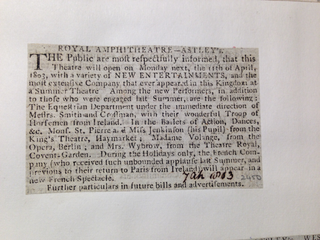 ROYAL AMPHITHEATRE—ASTLEY's.
THE Public are most respectfully informed, that this
Theatre will open on Monday next, the 11th of April,
1803, with a variety of NEW ENTERTAINMENTS, and the
most extensive Company that ever appeared in this Kingdom at
a Summer Theatre. Among the new Performers, in addition
to those who were engaged last Summer, are the following:
The Equestrian Department under the immediate direction of
Messrs. Smith and Crossman, with their wonderful Troop of
Horsemen from Ireland. In the Ballets of Action, Dances,
&c. Monf. St. Pierre and Miss Jenkinson (his Pupil) from the
King's Theatre, Haymarket; Madame Volange, from the
Opera, Berlin; and Mrs. Wybrow, from the Theatre Royal,
Covent Garden. During the Holidays only, the French Com-
pany (who received such unbounded applause last Summer, and
previous to their return to Paris from Ireland) will appear in a
new French Spectacle.
Further particulars in future bills and advertisements.
1803